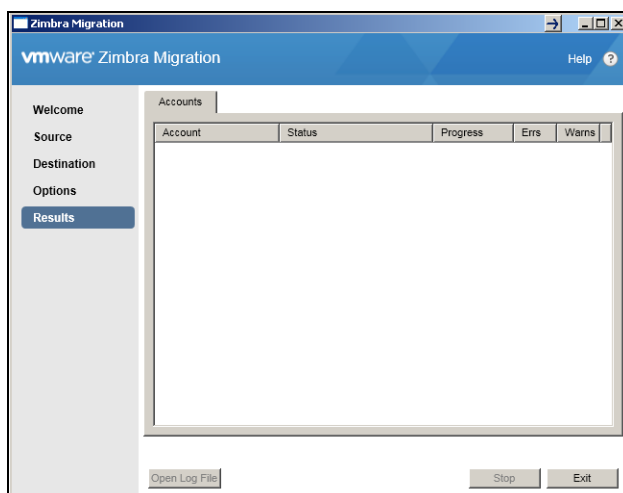 Zimbra Migration
vmware® Zimbra Migration
Help ?
Welcome
Source
Destination
Options
Results
Accounts
Account Status Progress Errs Warns
Open Log File Stop Exit